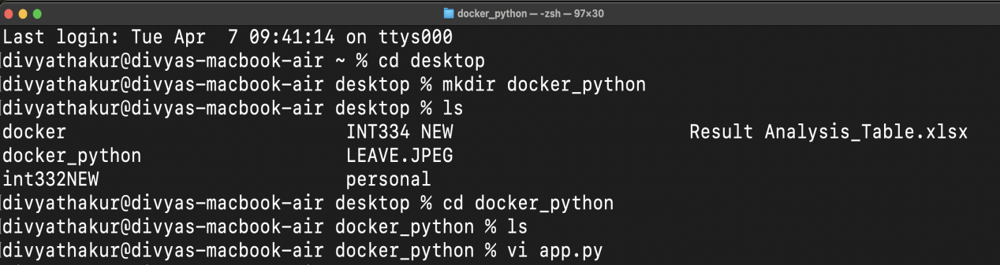 docker_python — -zsh — 97×30
Last login: Tue Apr  7 09:41:14 on ttys000
divyathakur@divyas-macbook-air ~ % cd desktop
divyathakur@divyas-macbook-air desktop % mkdir docker_python
divyathakur@divyas-macbook-air desktop % ls
docker INT334 NEW Result Analysis_Table.xlsx
docker_python LEAVE.JPEG
int332NEW personal
divyathakur@divyas-macbook-air desktop % cd docker_python
divyathakur@divyas-macbook-air docker_python % ls
divyathakur@divyas-macbook-air docker_python % vi app.py